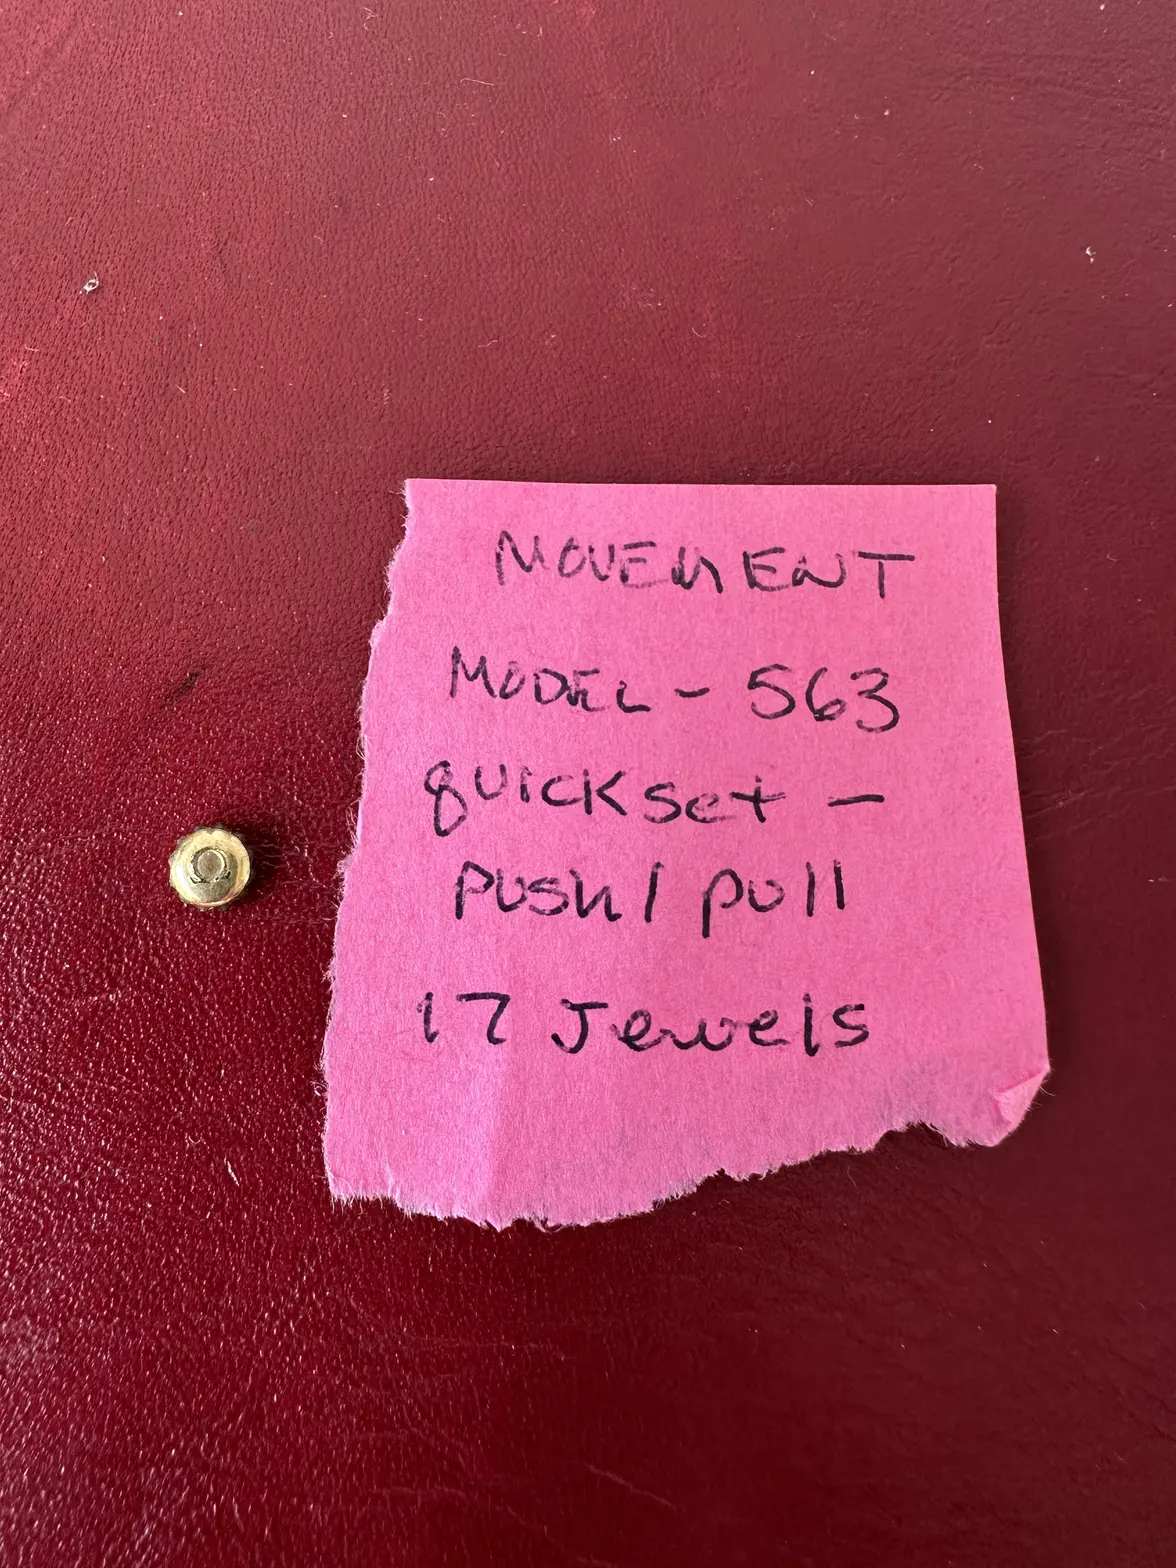 MOVEMENT
MODEL - 563
quickset -
push/pull
17 Jewels